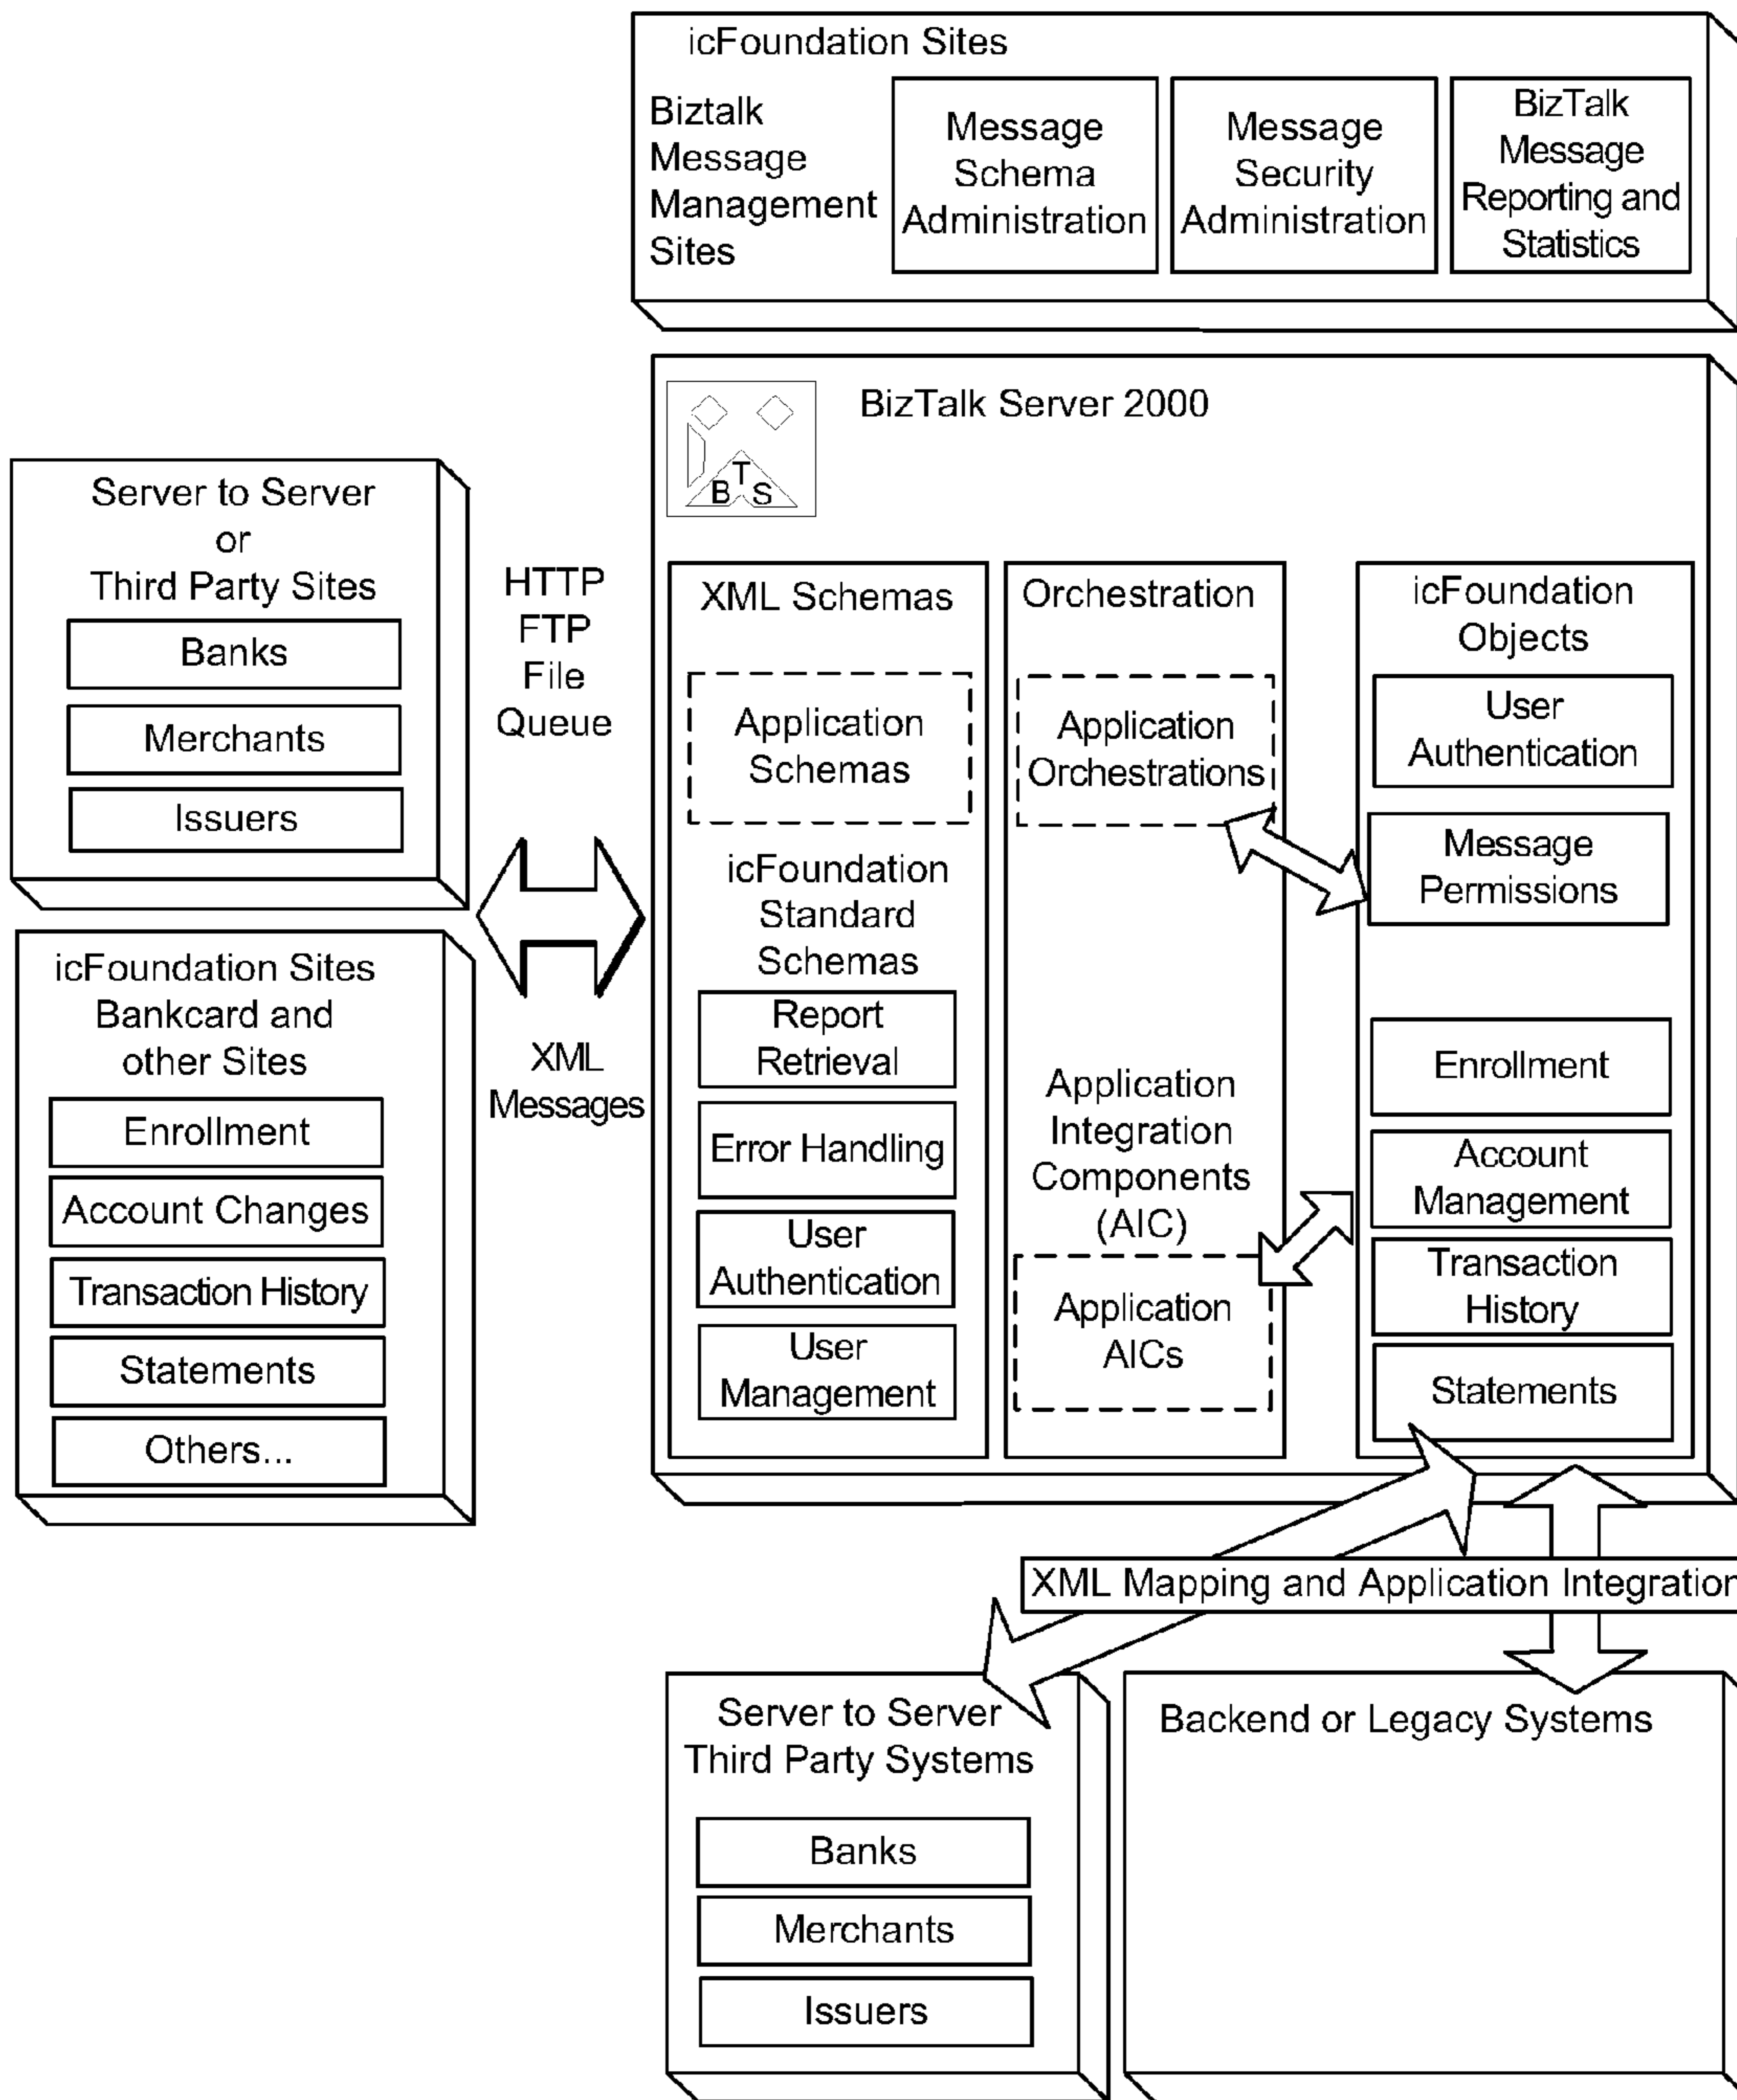 icFoundation Sites
Biztalk
Message
Management
Sites
Message
Schema
Administration
Message
Security
Administration
BizTalk
Message
Reporting and
Statistics
BizTalk Server 2000
T
B S
Server to Server
or
Third Party Sites
Banks
Merchants
Issuers
HTTP
FTP
File
Queue
XML
Messages
icFoundation Sites
Bankcard and
other Sites
Enrollment
Account Changes
Transaction History
Statements
Others...
XML Schemas
Application
Schemas
icFoundation
Standard
Schemas
Report
Retrieval
Error Handling
User
Authentication
User
Management
Orchestration
Application
Orchestrations
Application
Integration
Components
(AIC)
Application
AICs
icFoundation
Objects
User
Authentication
Message
Permissions
Enrollment
Account
Management
Transaction
History
Statements
XML Mapping and Application Integration
Server to Server
Third Party Systems
Banks
Merchants
Issuers
Backend or Legacy Systems